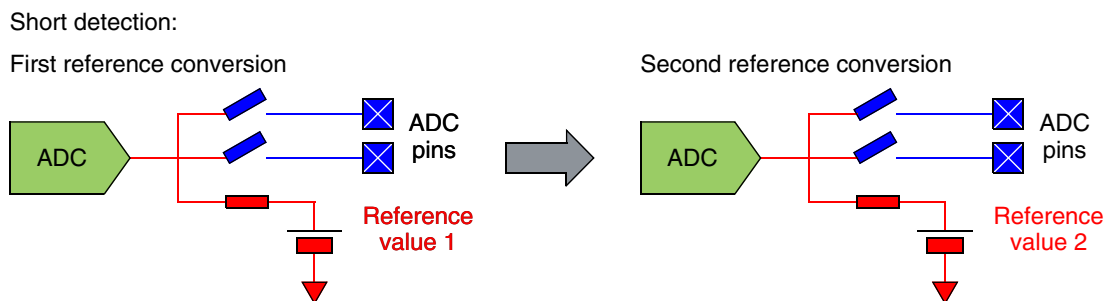 Short detection:
First reference conversion
Second reference conversion
ADC
ADC
pins
Reference
value 1
ADC
ADC
pins
Reference
value 2